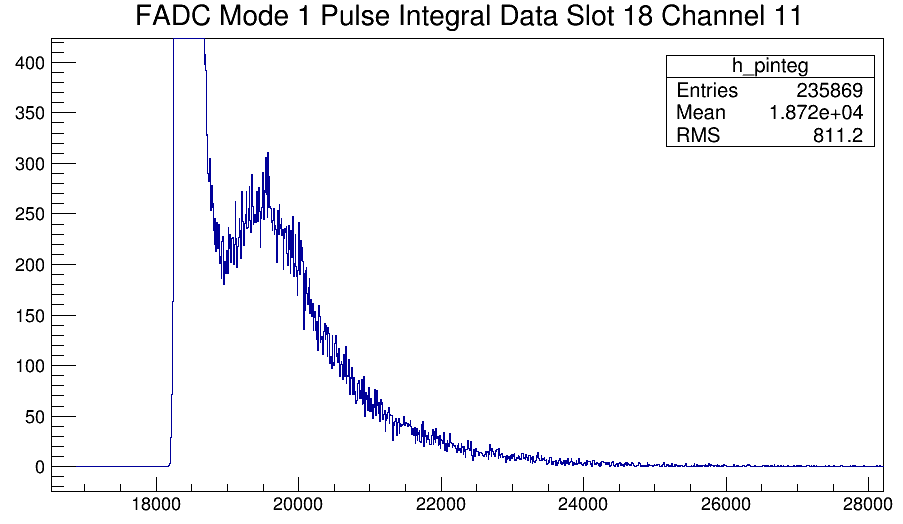 FADC Mode 1 Pulse Integral Data Slot 18 Channel 11
h_pinteg
Entries 235869
Mean 1.872e+04
RMS 811.2
400
350
300
250
200
150
100
50
0
18000 20000 22000 24000 26000 28000